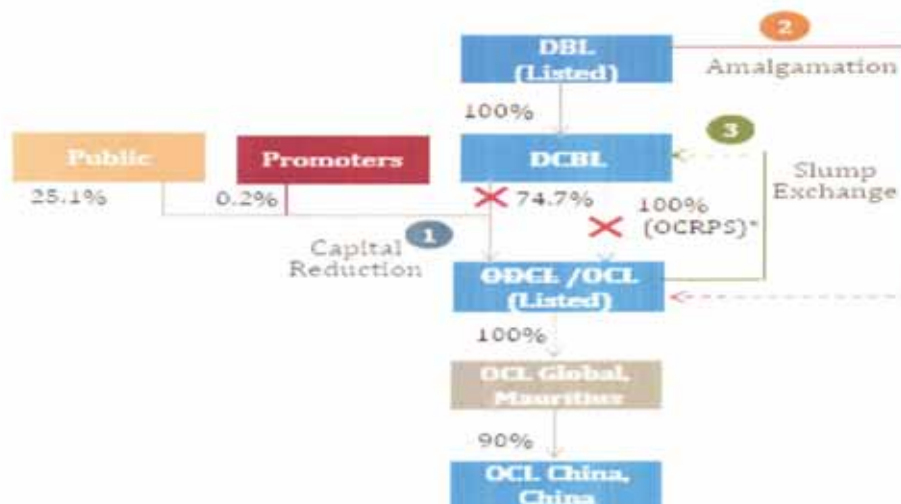 2
DBL
(Listed)
Amalgamation
100%
3
Public
Promoters
DCBL
Slump
Exchange
25.1%
0.2%
74.7%
100%
(OCRPS)*
1
Capital
Reduction
ODCL /OCL
(Listed)
100%
OCL Global,
Mauritius
90%
OCL China,
China